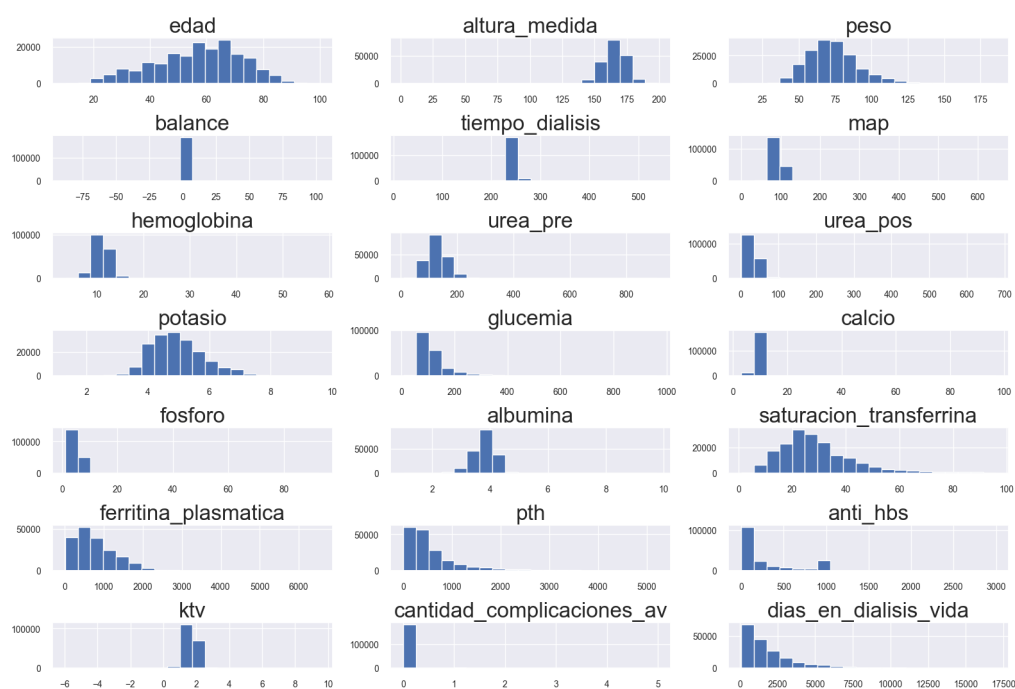 edad altura_medida peso
20000 50000 25000
0 0 0
20 40 60 80 100 0 25 50 75 100 125 150 175 200 25 50 75 100 125 150 175
balance tiempo_dialisis map
100000 100000 100000
0 0 0
−75 −50 −25 0 25 50 75 100 0 100 200 300 400 500 0 100 200 300 400 500 600
hemoglobina urea_pre urea_pos
100000 50000 100000
0 0 0
10 20 30 40 50 60 0 200 400 600 800 0 100 200 300 400 500 600 700
potasio glucemia calcio
20000 100000 100000
0 0 0
2 4 6 8 10 0 200 400 600 800 1000 0 20 40 60 80 100
fosforo albumina saturacion_transferrina
100000 50000 20000
0 0 0
0 20 40 60 80 2 4 6 8 10 0 20 40 60 80 100
ferritina_plasmatica pth anti_hbs
50000 50000 100000
0 0 0
0 1000 2000 3000 4000 5000 6000 0 1000 2000 3000 4000 5000 0 500 1000 1500 2000 2500 3000
ktv cantidad_complicaciones_av dias_en_dialisis_vida
100000 100000 50000
0 0 0
−6 −4 −2 0 2 4 6 8 10 0 1 2 3 4 5 0 2500 5000 7500 10000 12500 15000 17500